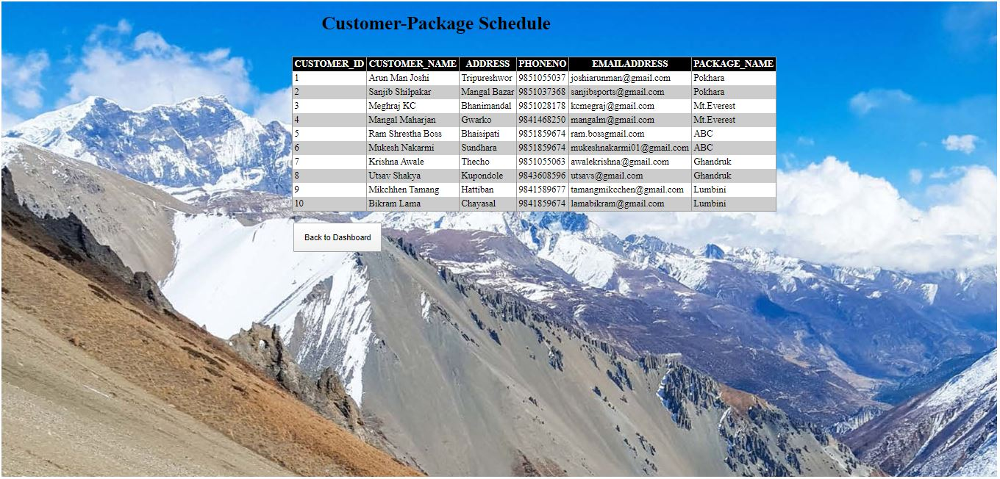 Customer-Package Schedule
CUSTOMER_ID CUSTOMER_NAME ADDRESS PHONENO EMAILADDRESS PACKAGE_NAME
1 Arun Man Joshi Tripureshwor 9851055037 joshiarunman@gmail.com Pokhara
2 Sanjib Shilpakar Mangal Bazar 9851037368 sanjibsports@gmail.com Pokhara
3 Meghraj KC Bhanimandal 9851028178 kcmegraj@gmail.com Mt.Everest
4 Mangal Maharjan Gwarko 9841468250 mangalm@gmail.com Mt.Everest
5 Ram Shrestha Boss Bhaisipati 9851859674 ram.bossgmail.com ABC
6 Mukesh Nakarmi Sundhara 9851859674 mukeshnakarmi01@gmail.com ABC
7 Krishna Awale Thecho 9851055063 awalekrishna@gmail.com Ghandruk
8 Utsav Shakya Kupondole 9843608596 utsavs@gmail.com Ghandruk
9 Mikchhen Tamang Hattiban 9841589677 tamangmikcchen@gmail.com Lumbini
10 Bikram Lama Chayasal 9841859674 lamabikram@gmail.com Lumbini
Back to Dashboard